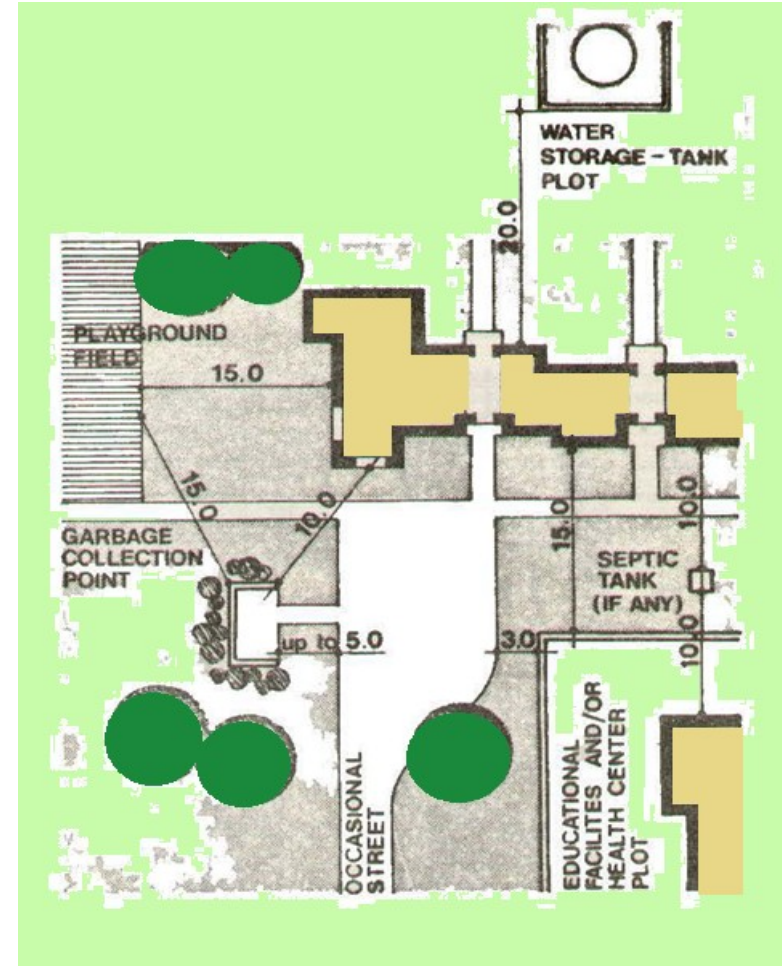 WATER
STORAGE - TANK
PLOT
20.0
PLAYGROUND
FIELD
15.0
15.0
10.0
15.0
10.0
GARBAGE
COLLECTION
POINT
SEPTIC
TANK
(IF ANY)
up to 5.0
3.0
10.0
OCCASIONAL
STREET
EDUCATIONAL
FACILITES AND/OR
HEALTH CENTER
PLOT